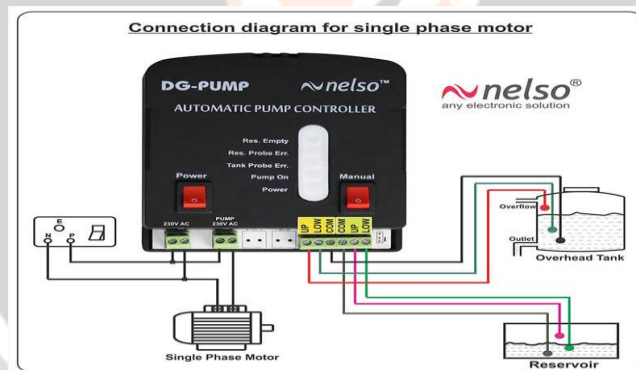 Connection diagram for single phase motor
DG-PUMP
nelso™
AUTOMATIC PUMP CONTROLLER
nelso®
any electronic solution
Res. Empty
Res. Probe Err.
Tank Probe Err.
Pump On
Power
Power
Manual
230V AC
PUMP
230V AC
UP
LOW
COM
COM
UP
LOW
E
N
P
Overflow
Outlet
Overhead Tank
Single Phase Motor
Reservoir